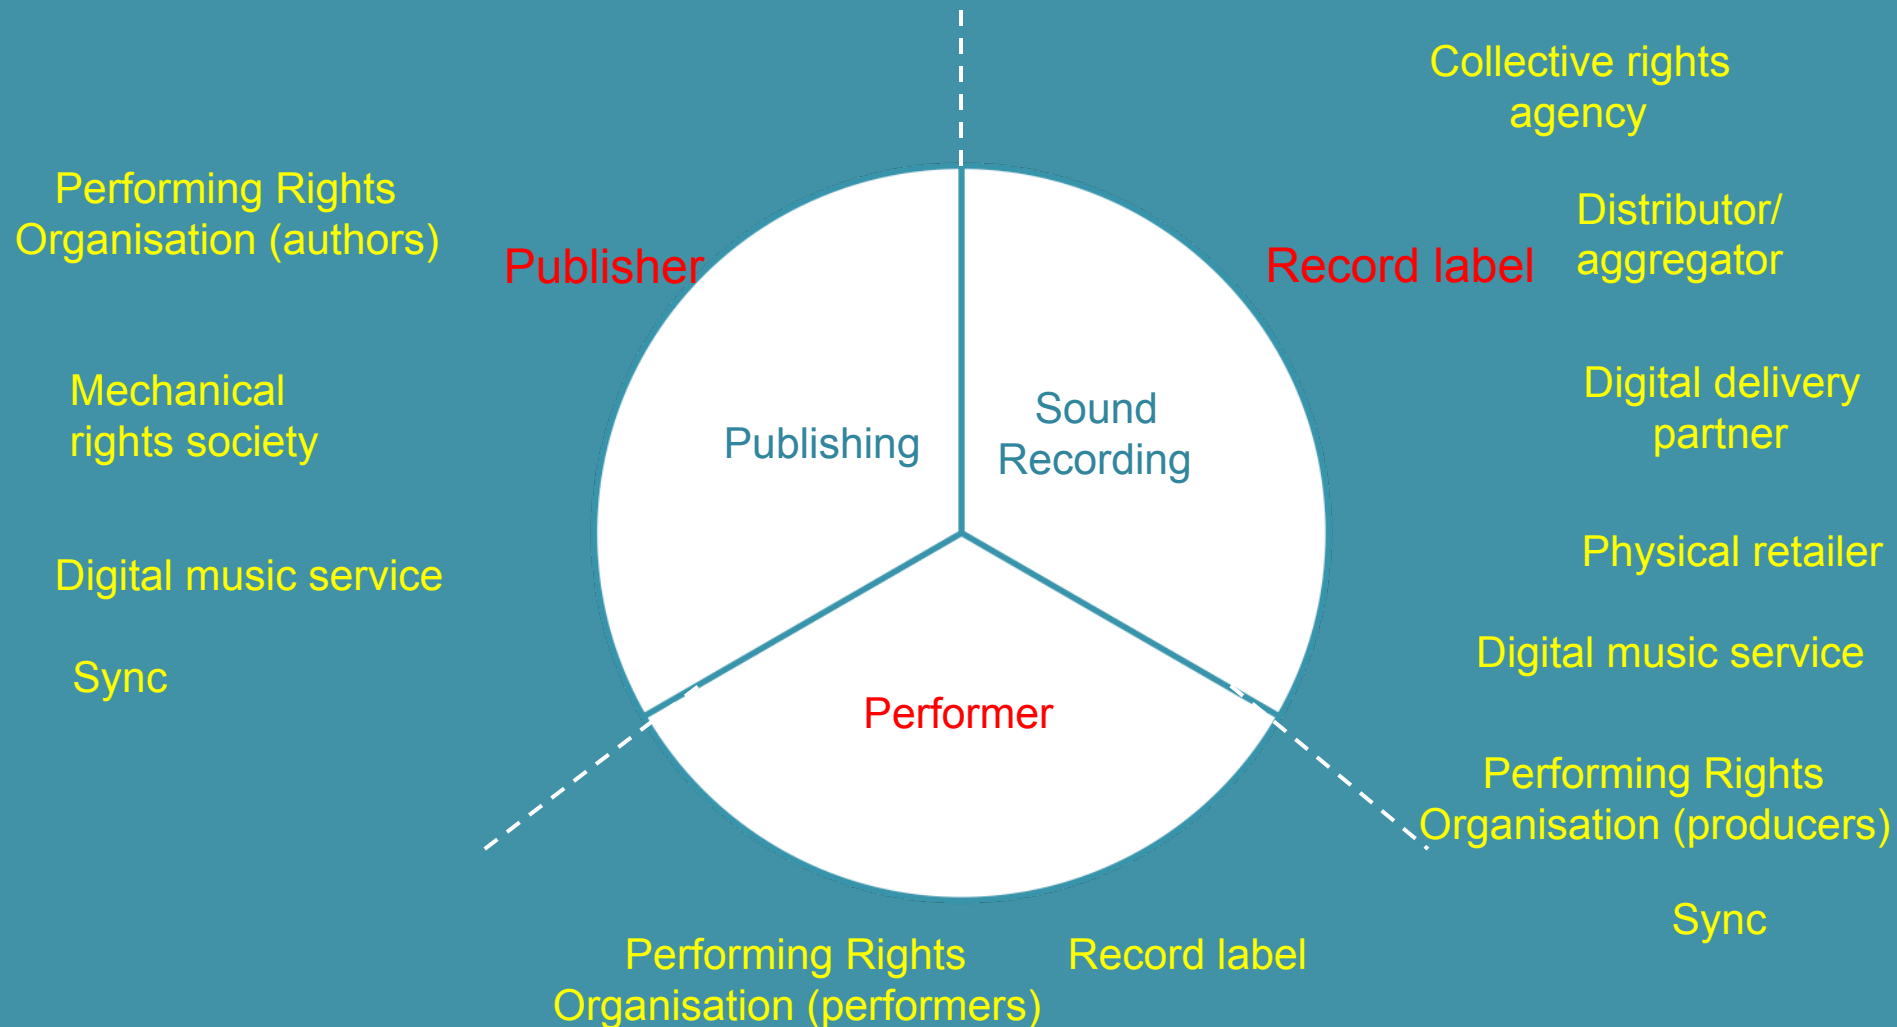 Collective rights
agency
Performing Rights
Organisation (authors)
Publisher
Record label
Distributor/
aggregator
Mechanical
rights society
Publishing
Sound
Recording
Digital delivery
partner
Digital music service
Physical retailer
Sync
Performer
Digital music service
Performing Rights
Organisation (producers)
Sync
Performing Rights
Organisation (performers)
Record label